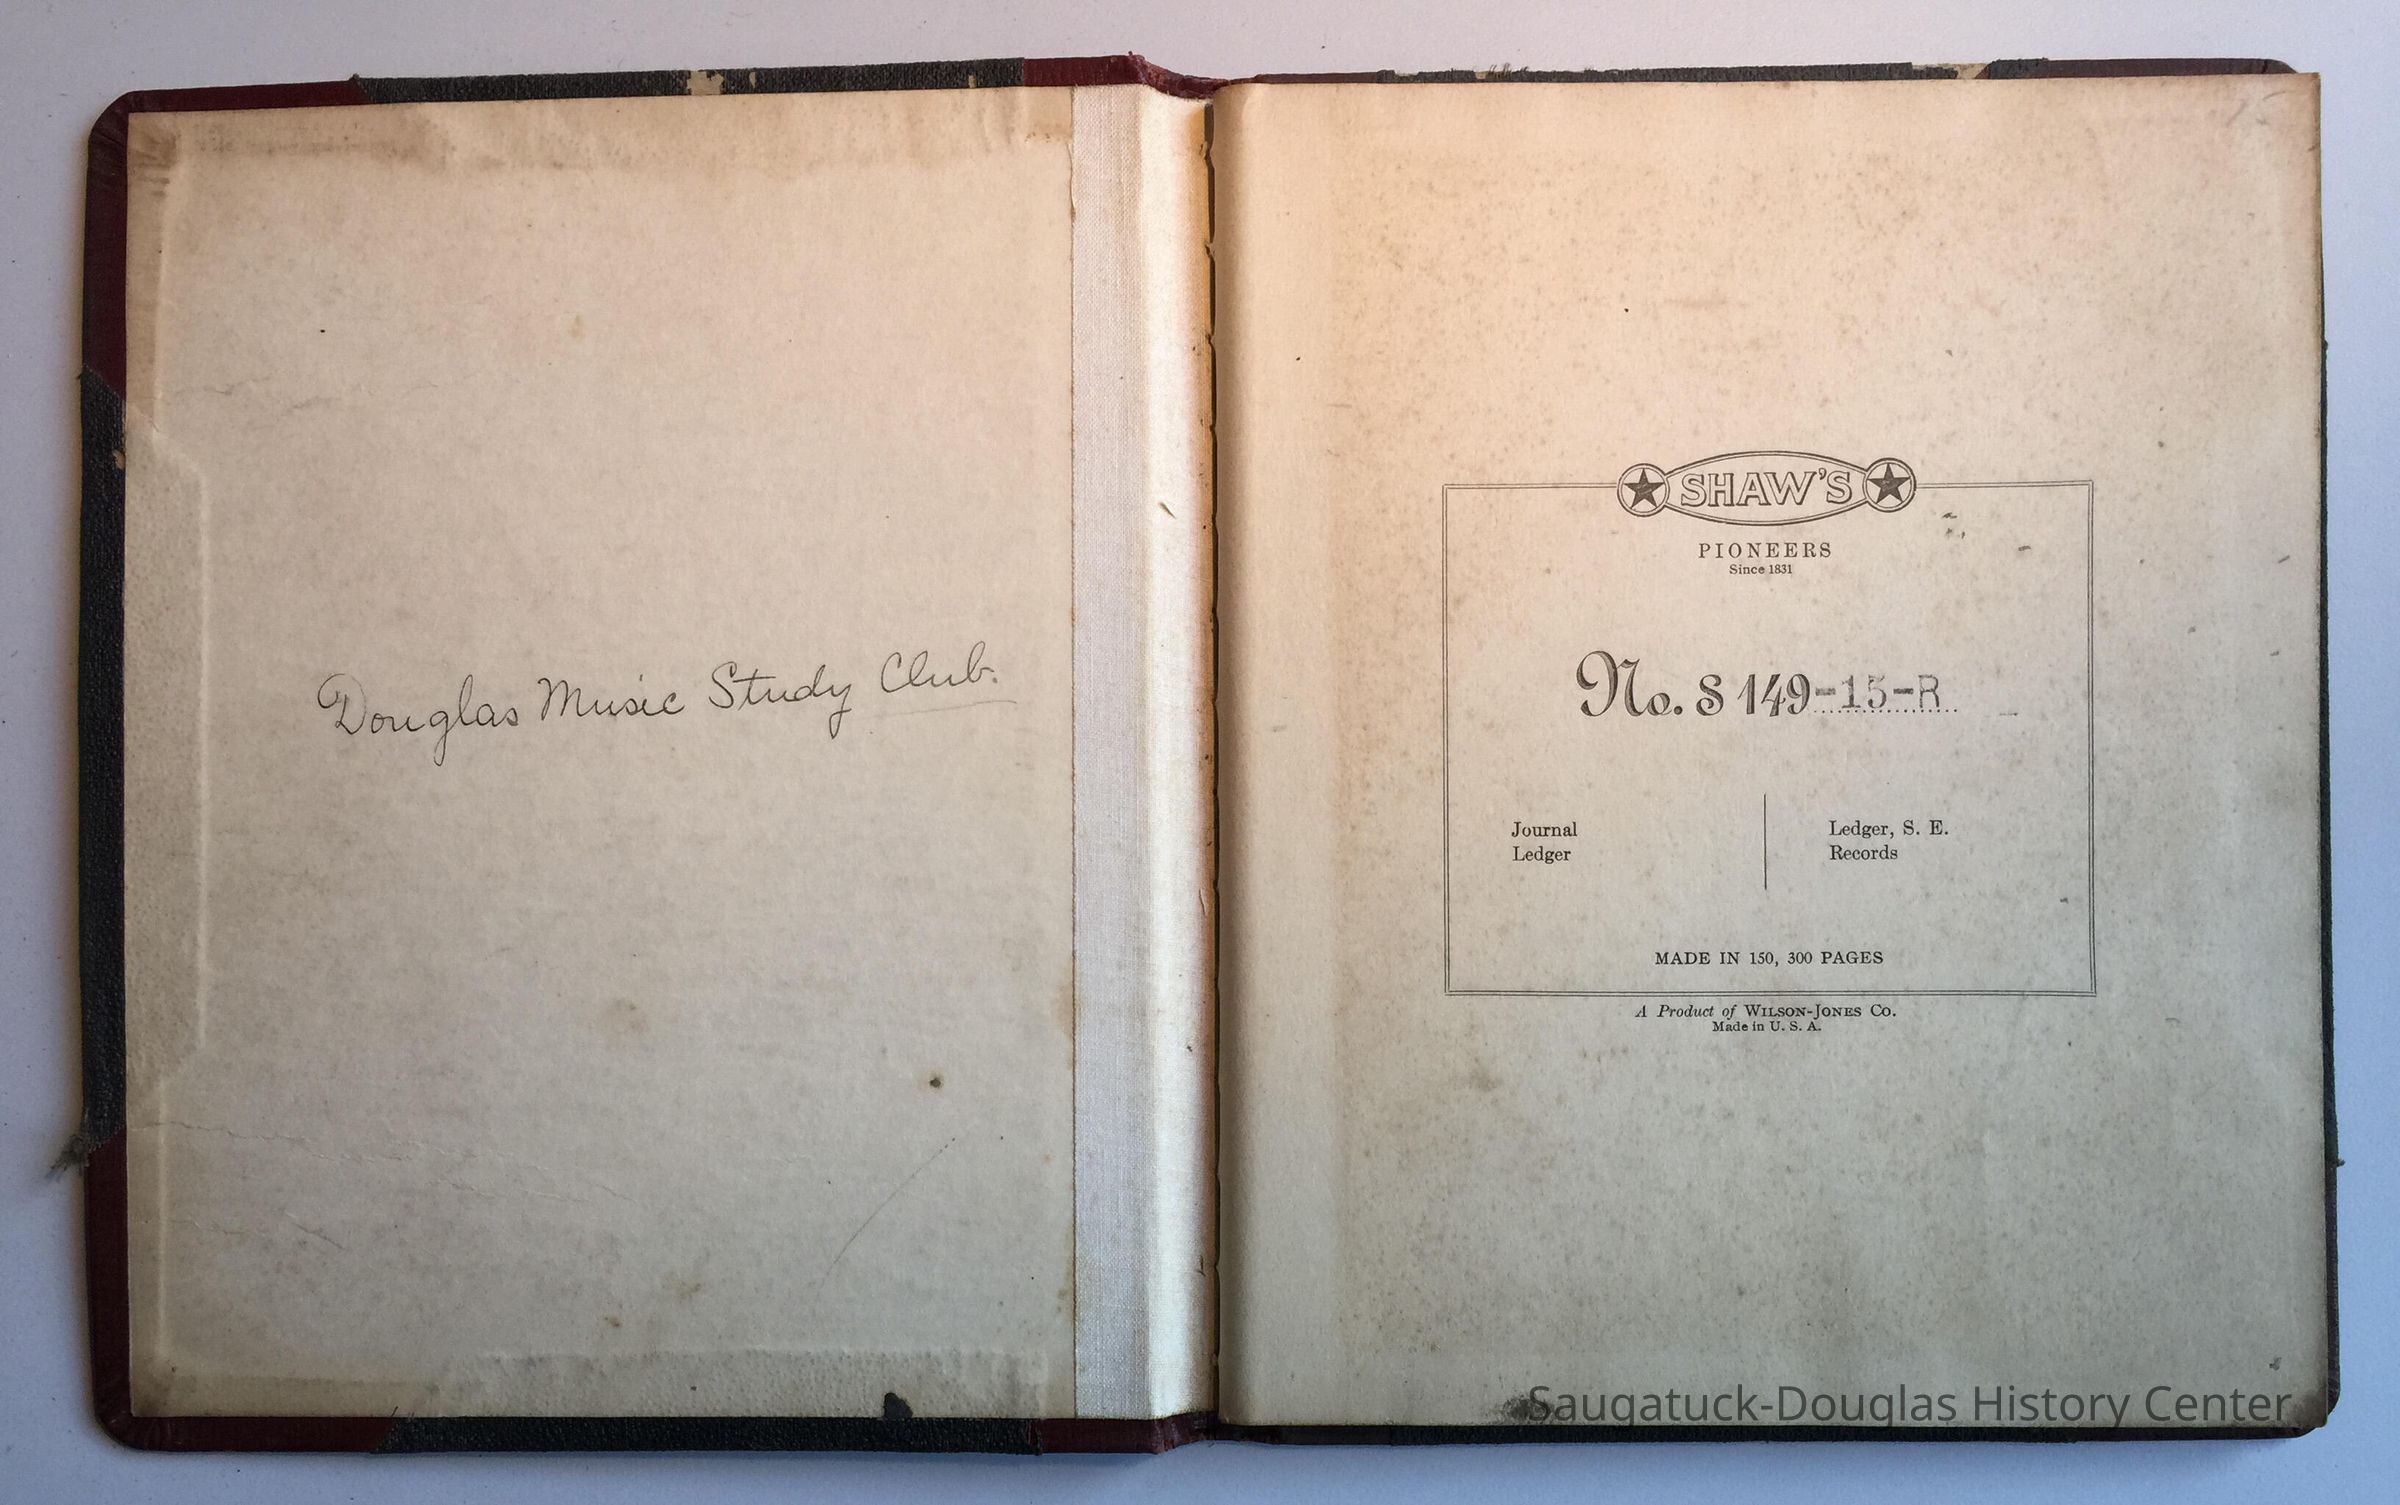 Douglas Music Study Club.
SHAW'S
PIONEERS
Since 1831
No. S 149-15-R
Journal
Ledger
Ledger, S. E.
Records
MADE IN 150, 300 PAGES
A Product of WILSON-JONES CO.
Made in U. S. A.
Saugatuck-Douglas History Center